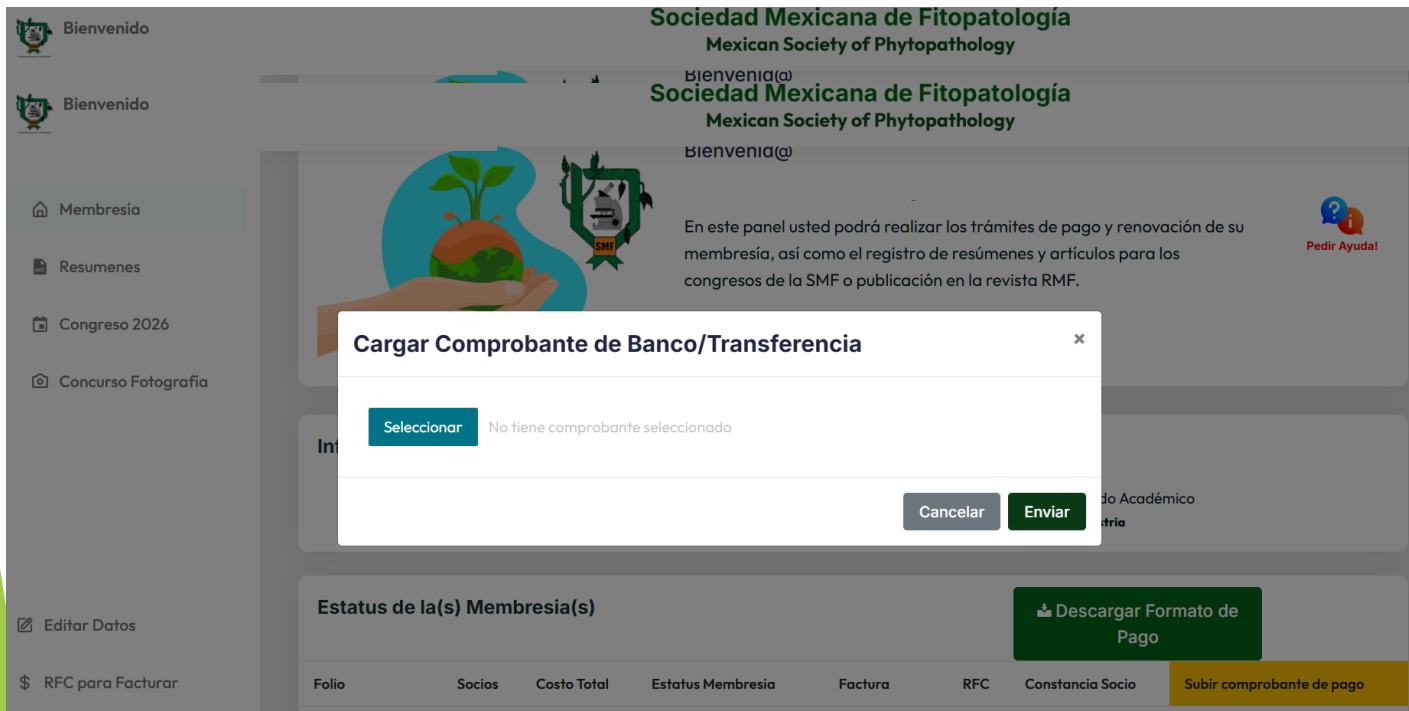 Bienvenido
Sociedad Mexicana de Fitopatología
Mexican Society of Phytopathology
Bienvenid@
Bienvenido
Sociedad Mexicana de Fitopatología
Mexican Society of Phytopathology
Bienvenid@
Membresía
Resumenes
Congreso 2026
Concurso Fotografía
SMF
En este panel usted podrá realizar los trámites de pago y renovación de su
membresía, así como el registro de resúmenes y artículos para los
congresos de la SMF o publicación en la revista RMF.
Pedir Ayuda!
Cargar Comprobante de Banco/Transferencia
×
Seleccionar No tiene comprobante seleccionado
Cancelar Enviar
do Académico
stría
Estatus de la(s) Membresia(s)
Descargar Formato de
Pago
Editar Datos
$ RFC para Facturar
Folio Socios Costo Total Estatus Membresia Factura RFC Constancia Socio Subir comprobante de pago